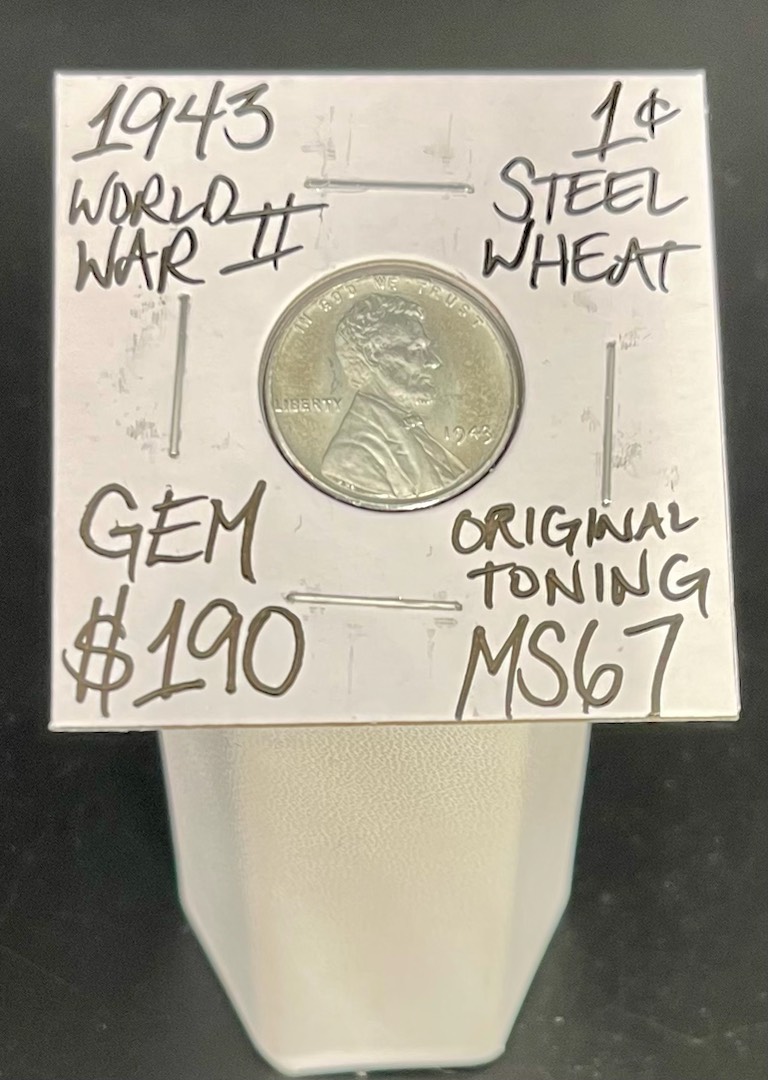 1943
WORLD
WAR II
1¢
STEEL
WHEAT
IN GOD WE TRUST
LIBERTY
1943
GEM
$190
ORIGINAL
TONING
MS67